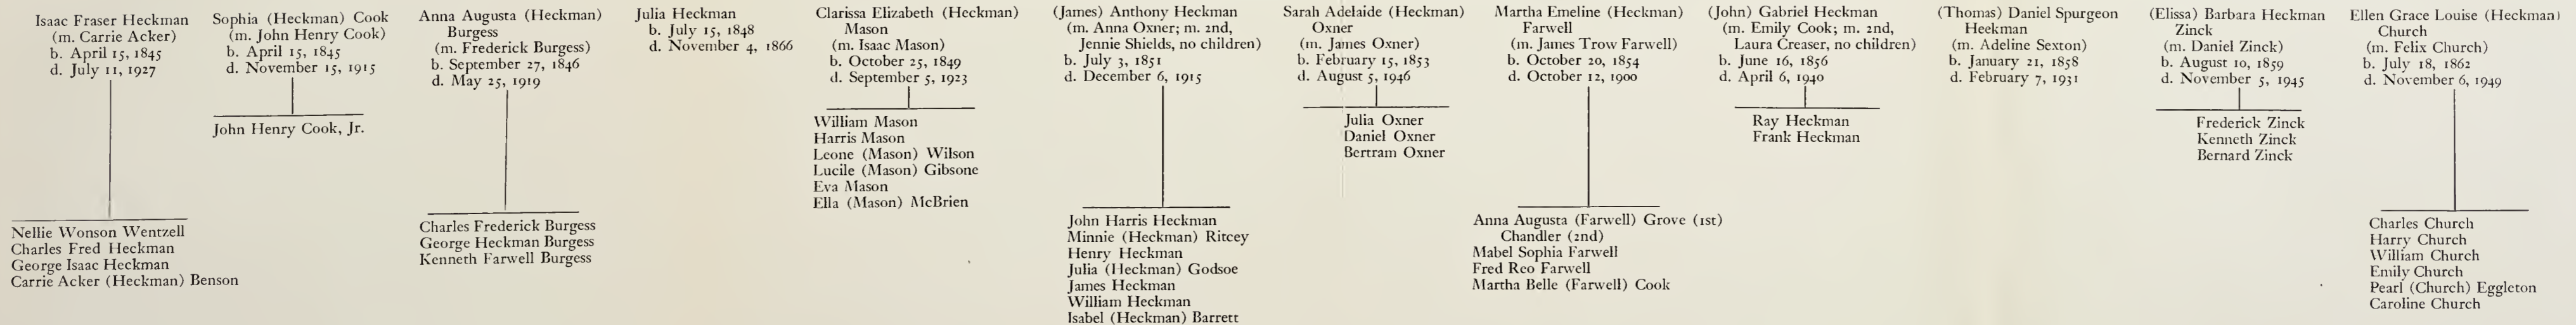 Isaac Fraser Heckman
(m. Carrie Acker)
b. April 15, 1845
d. July 11, 1927
Nellie Wonson Wentzell
Charles Fred Heckman
George Isaac Heckman
Carrie Acker (Heckman) Benson
Sophia (Heckman) Cook
(m. John Henry Cook)
b. April 15, 1845
d. November 15, 1915
John Henry Cook, Jr.
Anna Augusta (Heckman)
Burgess
(m. Frederick Burgess)
b. September 27, 1846
d. May 25, 1919
Charles Frederick Burgess
George Heckman Burgess
Kenneth Farwell Burgess
Julia Heckman
b. July 15, 1848
d. November 4, 1866
Clarissa Elizabeth (Heckman)
Mason
(m. Isaac Mason)
b. October 25, 1849
d. September 5, 1923
William Mason
Harris Mason
Leone (Mason) Wilson
Lucile (Mason) Gibsone
Eva Mason
Ella (Mason) McBrien
(James) Anthony Heckman
(m. Anna Oxner; m. 2nd,
Jennie Shields, no children)
b. July 3, 1851
d. December 6, 1915
John Harris Heckman
Minnie (Heckman) Ritcey
Henry Heckman
Julia (Heckman) Godsoe
James Heckman
William Heckman
Isabel (Heckman) Barrett
Sarah Adelaide (Heckman)
Oxner
(m. James Oxner)
b. February 15, 1853
d. August 5, 1946
Julia Oxner
Daniel Oxner
Bertram Oxner
Martha Emeline (Heckman)
Farwell
(m. James Trow Farwell)
b. October 20, 1854
d. October 12, 1900
Anna Augusta (Farwell) Grove (1st)
Chandler (2nd)
Mabel Sophia Farwell
Fred Reo Farwell
Martha Belle (Farwell) Cook
(John) Gabriel Heckman
(m. Emily Cook; m. 2nd,
Laura Creaser, no children)
b. June 16, 1856
d. April 6, 1940
Ray Heckman
Frank Heckman
(Thomas) Daniel Spurgeon
Heekman
(m. Adeline Sexton)
b. January 21, 1858
d. February 7, 1931
(Elissa) Barbara Heekman
Zinck
(m. Daniel Zinck)
b. August 10, 1859
d. November 5, 1945
Frederick Zinck
Kenneth Zinck
Bernard Zinck
Ellen Grace Louise (Heckman)
Church
(m. Felix Church)
b. July 18, 1862
d. November 6, 1949
Charles Church
Harry Church
William Church
Emily Church
Pearl (Church) Eggleton
Caroline Church